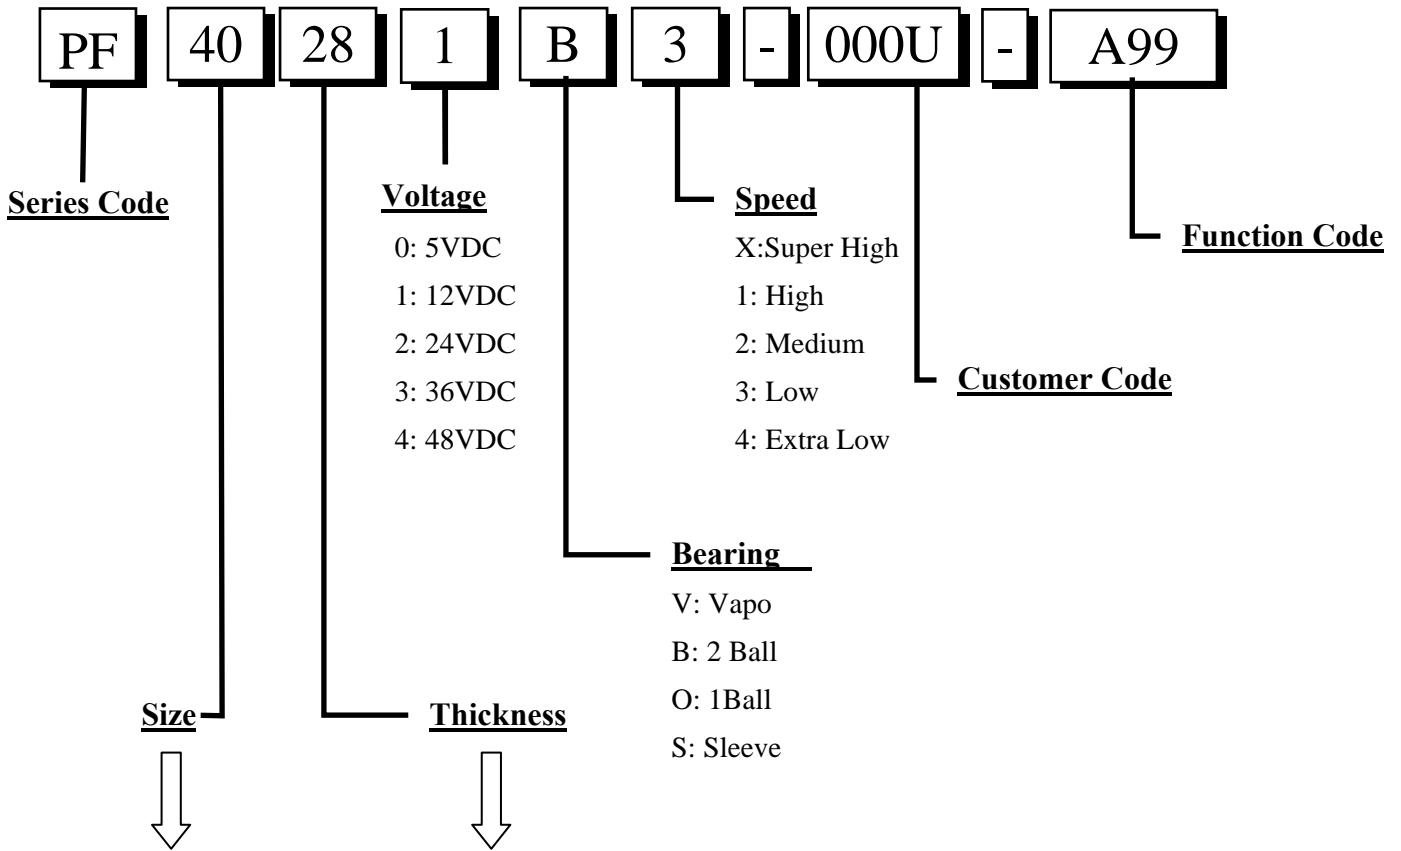 PF 40 28 1 B 3 - 000U - A99
Series Code
Voltage
0: 5VDC
1: 12VDC
2: 24VDC
3: 36VDC
4: 48VDC
Speed
X:Super High
1: High
2: Medium
3: Low
4: Extra Low
Function Code
Customer Code
Bearing
V: Vapo
B: 2 Ball
O: 1Ball
S: Sleeve
Size
Thickness